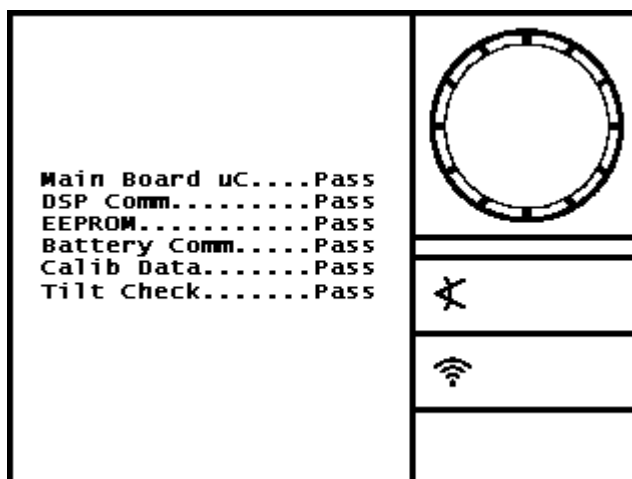 Main Board uC....Pass
DSP Comm.........Pass
EEPROM...........Pass
Battery Comm.....Pass
Calib Data.......Pass
Tilt Check.......Pass